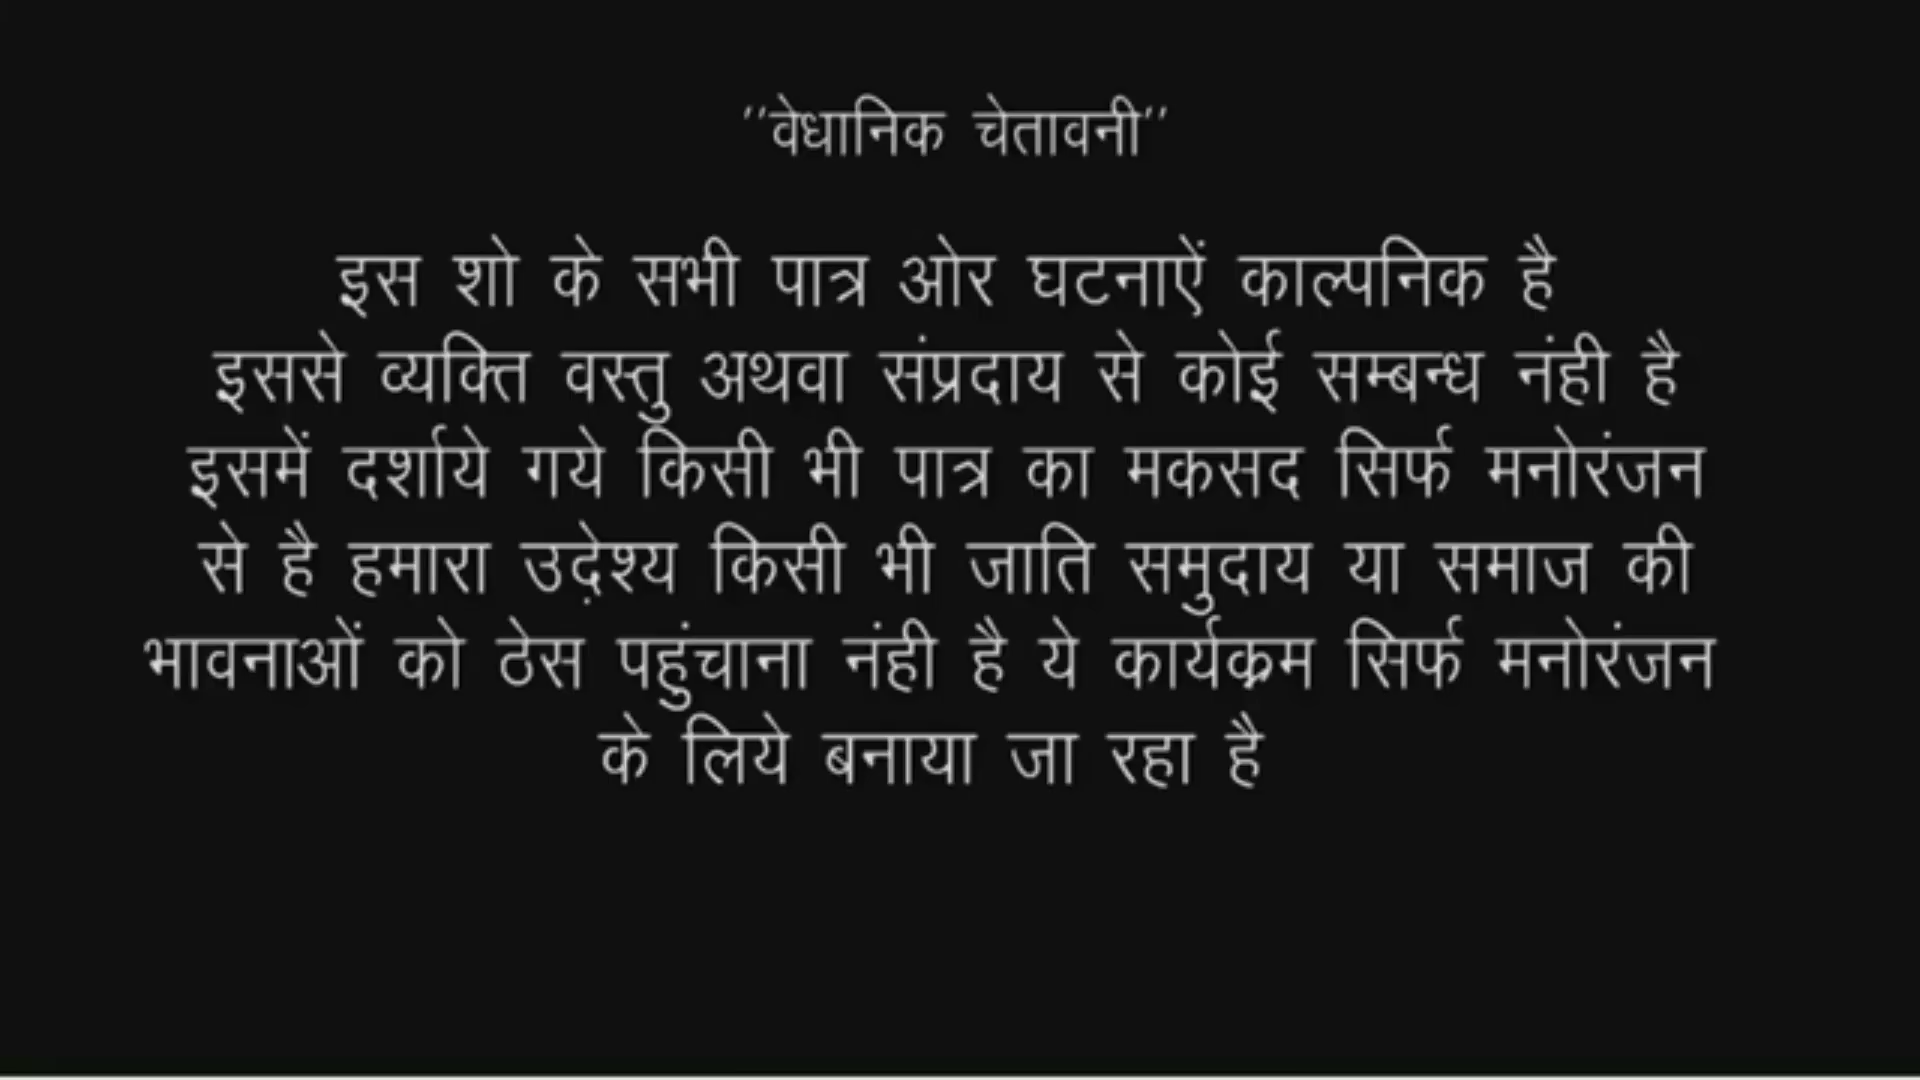 ''वेधानिक चेतावनी''
इस शो के सभी पात्र ओर घटनाऐं काल्पनिक है
इससे व्यक्ति वस्तु अथवा संप्रदाय से कोई सम्बन्ध नंही है
इसमें दर्शाये गये किसी भी पात्र का मकसद सिर्फ मनोरंजन
से है हमारा उद़ेश्य किसी भी जाति समुदाय या समाज की
भावनाओं को ठेस पहुंचाना नंही है ये कार्यक्रम सिर्फ मनोरंजन
के लिये बनाया जा रहा है